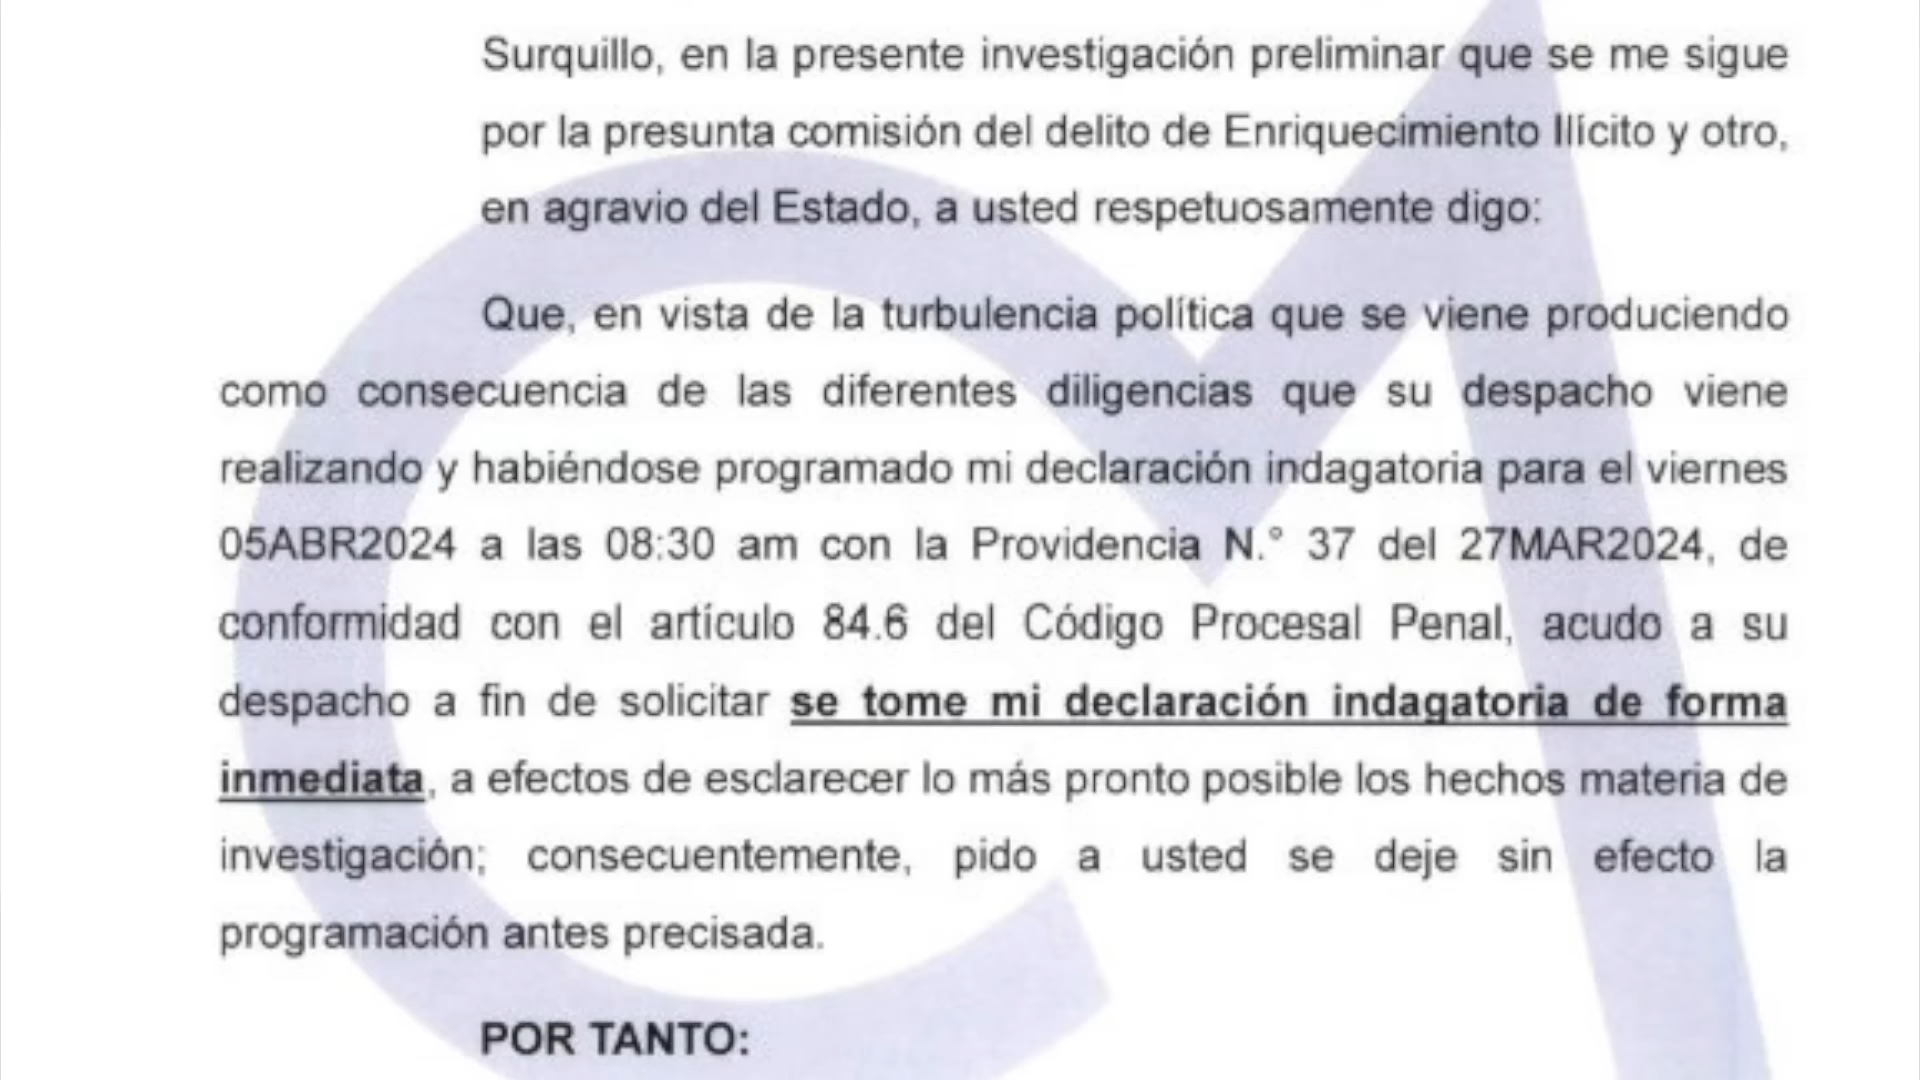 Surquillo, en la presente investigación preliminar que se me sigue
por la presunta comisión del delito de Enriquecimiento Ilícito y otro,
en agravio del Estado, a usted respetuosamente digo:
Que, en vista de la turbulencia política que se viene produciendo
como consecuencia de las diferentes diligencias que su despacho viene
realizando y habiéndose programado mi declaración indagatoria para el viernes
05ABR2024 a las 08:30 am con la Providencia N.° 37 del 27MAR2024, de
conformidad con el artículo 84.6 del Código Procesal Penal, acudo a su
despacho a fin de solicitar se tome mi declaración indagatoria de forma
inmediata, a efectos de esclarecer lo más pronto posible los hechos materia de
investigación; consecuentemente, pido a usted se deje sin efecto la
programación antes precisada.
POR TANTO: